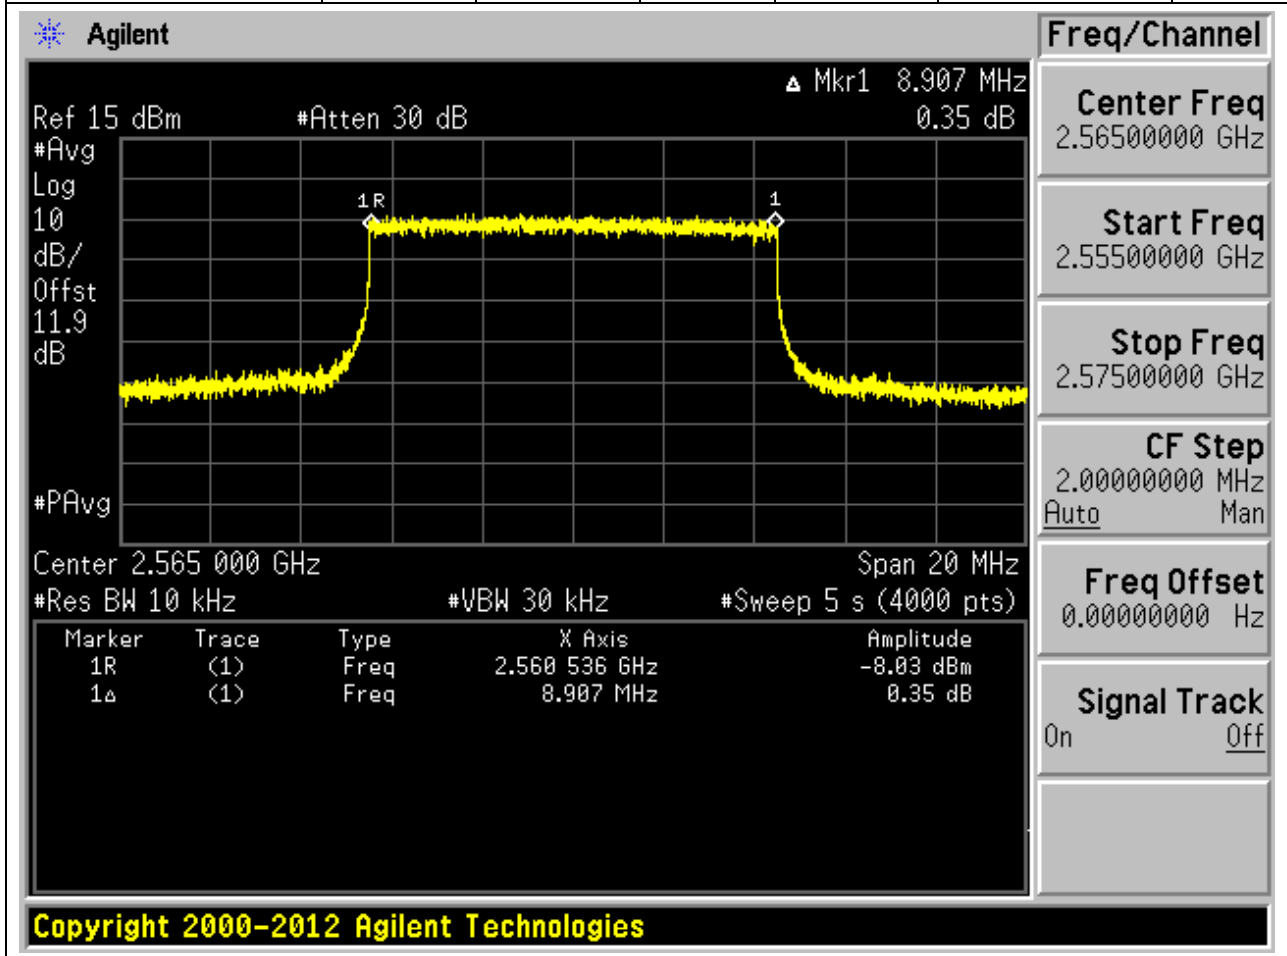 Agilent
Freq/Channel
Δ Mkr1 8.907 MHz
Ref 15 dBm #Atten 30 dB 0.35 dB
#Avg
Log
10
dB/
Offst
11.9
dB
1R
1
#PAvg
Center 2.565 000 GHz Span 20 MHz
#Res BW 10 kHz #VBW 30 kHz #Sweep 5 s (4000 pts)
Marker Trace Type X Axis Amplitude
1R (1) Freq 2.560 536 GHz -8.03 dBm
1Δ (1) Freq 8.907 MHz 0.35 dB
Center Freq
2.56500000 GHz
Start Freq
2.55500000 GHz
Stop Freq
2.57500000 GHz
CF Step
2.00000000 MHz
Auto Man
Freq Offset
0.00000000 Hz
Signal Track
On Off
Copyright 2000-2012 Agilent Technologies